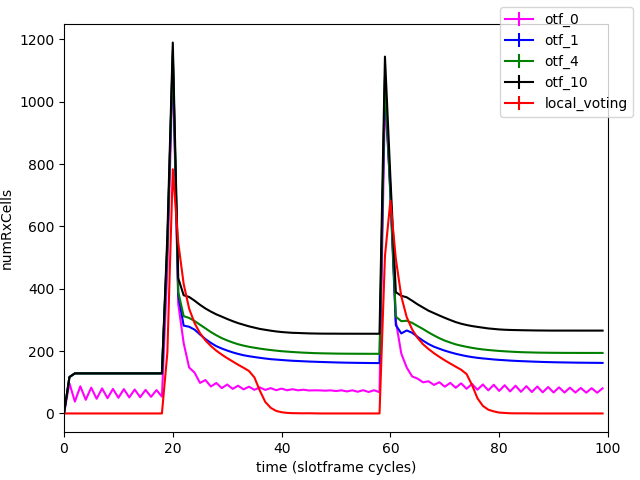 otf_0
otf_1
otf_4
otf_10
local_voting
1200
1000
800
600
400
200
0
numRxCells
0 20 40 60 80 100
time (slotframe cycles)